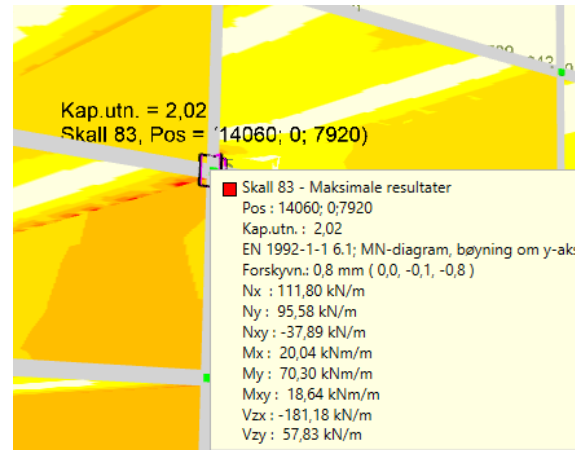 Kap.utn. = 2,02
Skall 83, Pos = (14060; 0; 7920)
Skall 83 - Maksimale resultater
Pos : 14060; 0;7920
Kap.utn. : 2,02
EN 1992-1-1 6.1; MN-diagram, bøyning om y-aks
Forskyvn.: 0,8 mm ( 0,0, -0,1, -0,8 )
Nx : 111,80 kN/m
Ny : 95,58 kN/m
Nxy : -37,89 kN/m
Mx : 20,04 kNm/m
My : 70,30 kNm/m
Mxy : 18,64 kNm/m
Vzx : -181,18 kN/m
Vzy : 57,83 kN/m